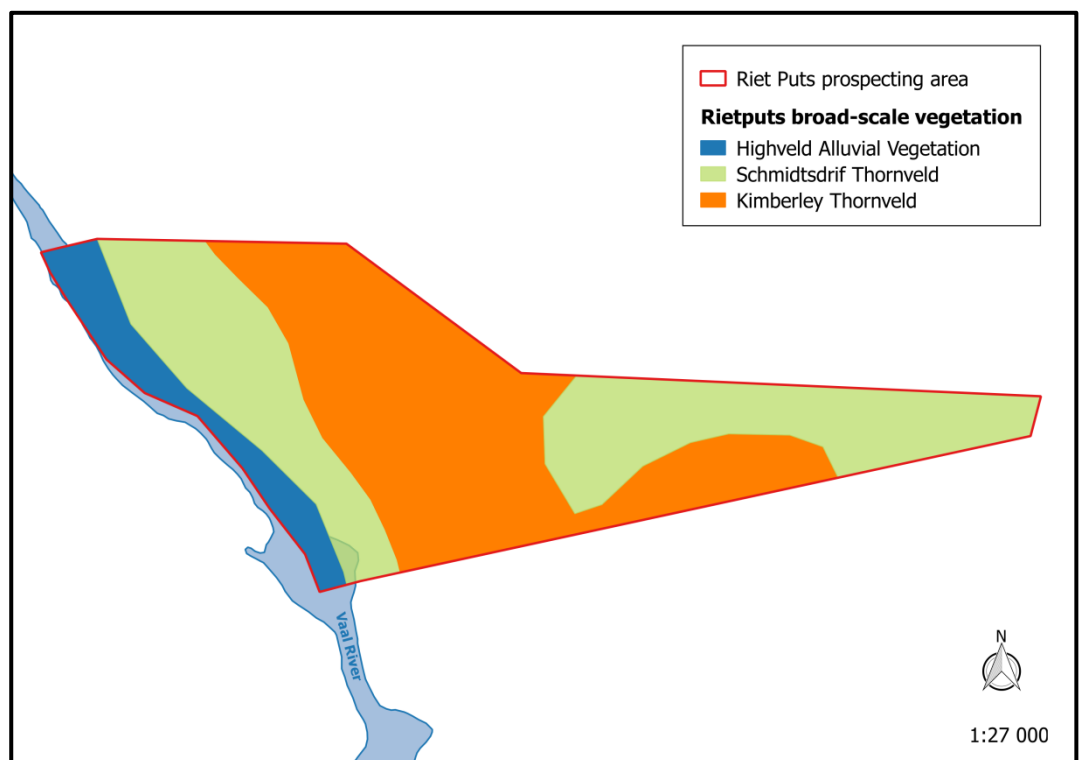 Riet Puts prospecting area
Rietputs broad-scale vegetation
Highveld Alluvial Vegetation
Schmidtsdrif Thornveld
Kimberley Thornveld
Vaal River
N
1:27 000